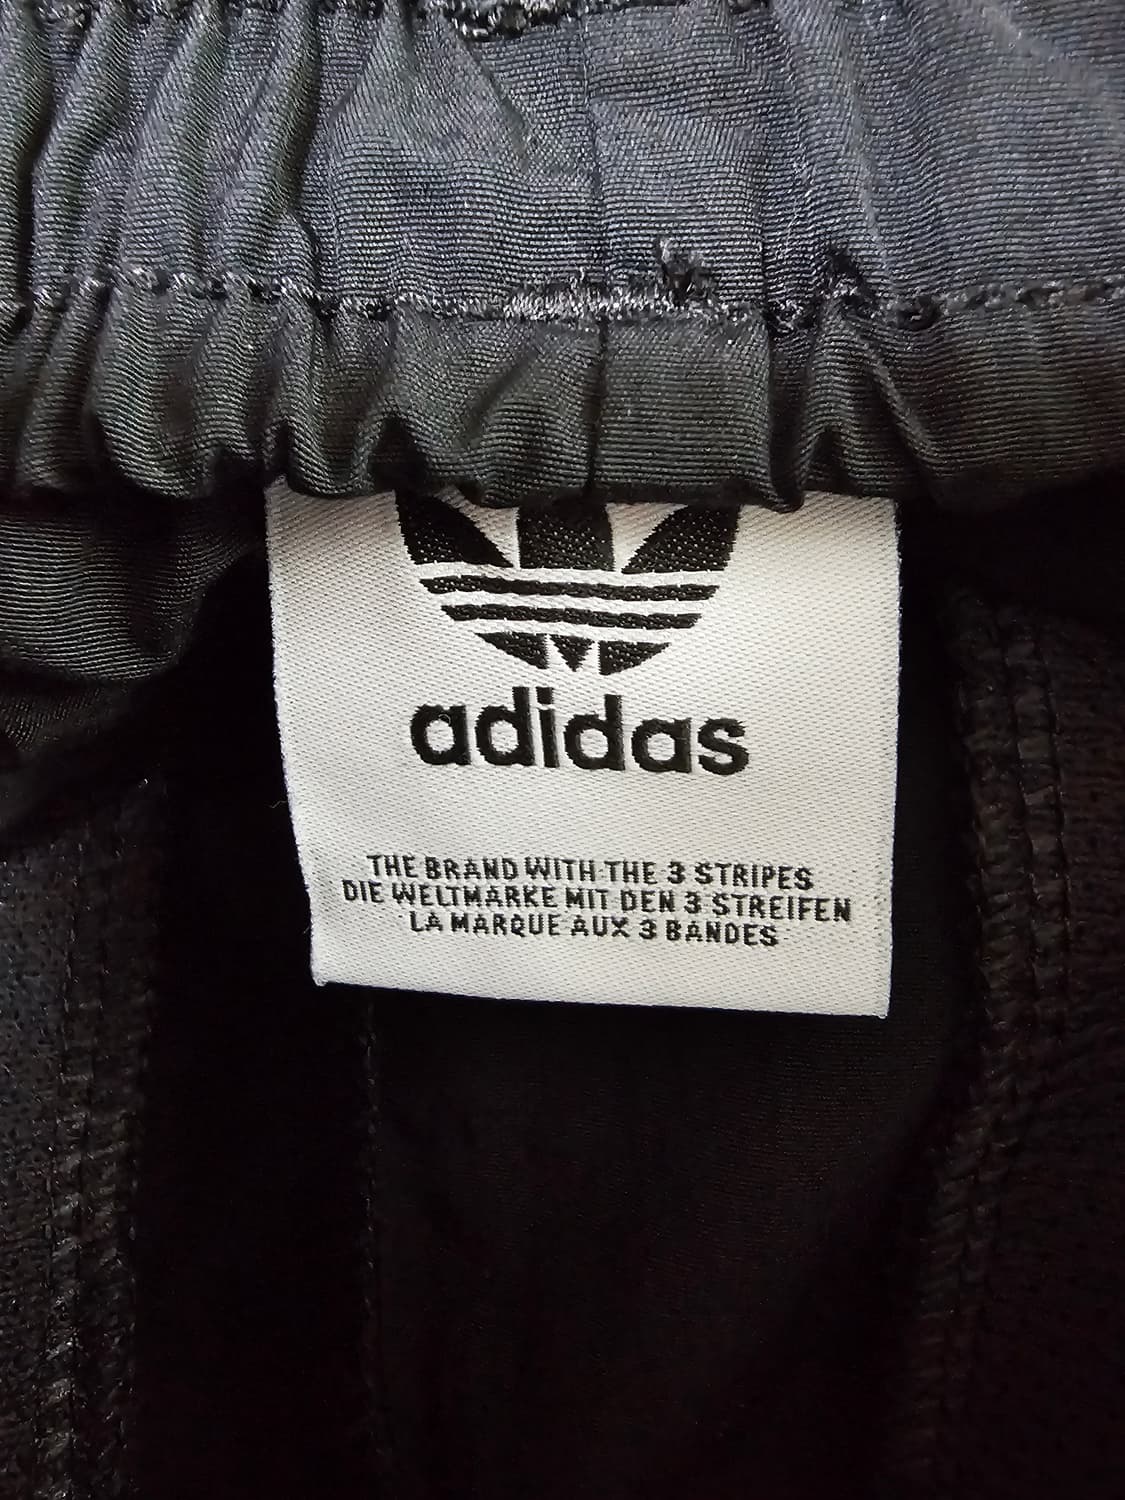 adidas
THE BRAND WITH THE 3 STRIPES
DIE WELTMARKE MIT DEN 3 STREIFEN
LA MARQUE AUX 3 BANDES